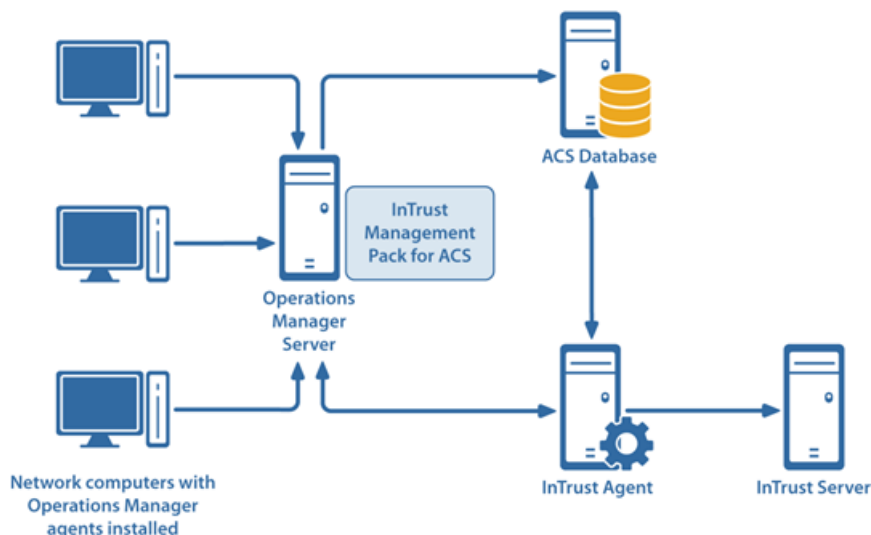 ACS Database
InTrust
Management
Pack for ACS
Operations
Manager
Server
Network computers with
Operations Manager
agents installed
InTrust Agent
InTrust Server